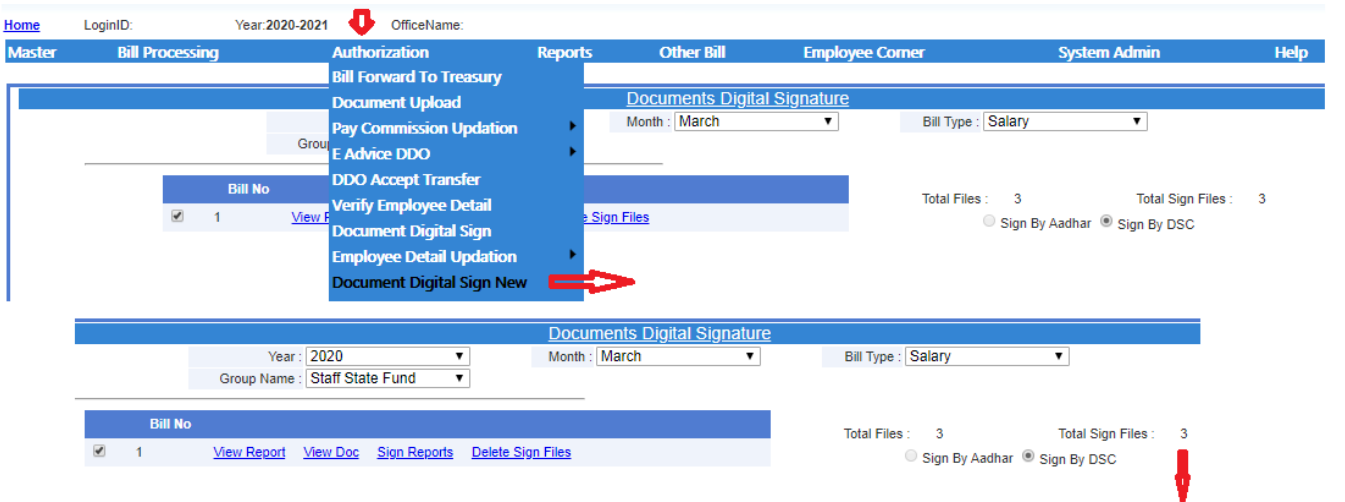 Home LoginID: Year:2020-2021 OfficeName:
Master Bill Processing Authorization Reports Other Bill Employee Corner System Admin Help
Bill Forward To Treasury
Documents Digital Signature
Document Upload
Month : March Bill Type : Salary
Pay Commission Updation
Grou
E Advice DDO
DDO Accept Transfer
Bill No
Total Files : 3 Total Sign Files : 3
Verify Employee Detail
1 View R e Sign Files
Sign By Aadhar Sign By DSC
Document Digital Sign
Employee Detail Updation
Document Digital Sign New
Documents Digital Signature
Year : 2020 Month : March Bill Type : Salary
Group Name : Staff State Fund
Bill No
Total Files : 3 Total Sign Files : 3
1 View Report View Doc Sign Reports Delete Sign Files
Sign By Aadhar Sign By DSC